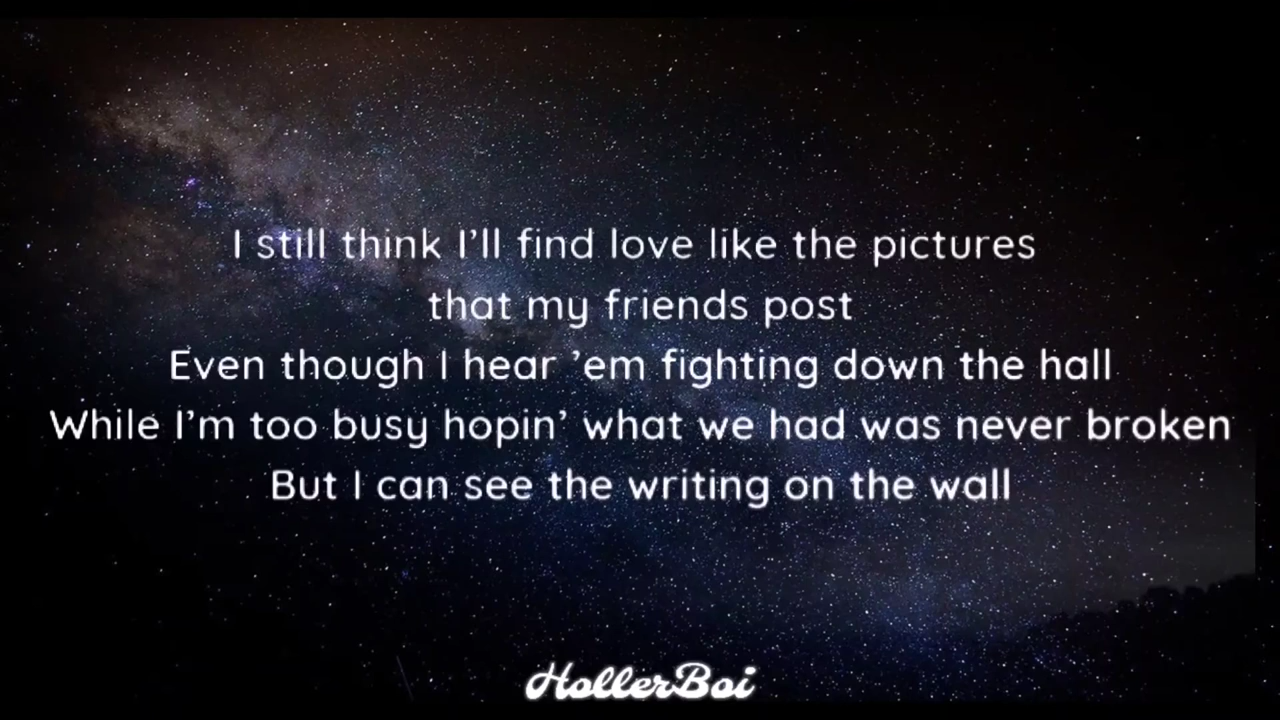 I still think I’ll find love like the pictures
that my friends post
Even though I hear ’em fighting down the hall
While I’m too busy hopin’ what we had was never broken
But I can see the writing on the wall
HollerBoi